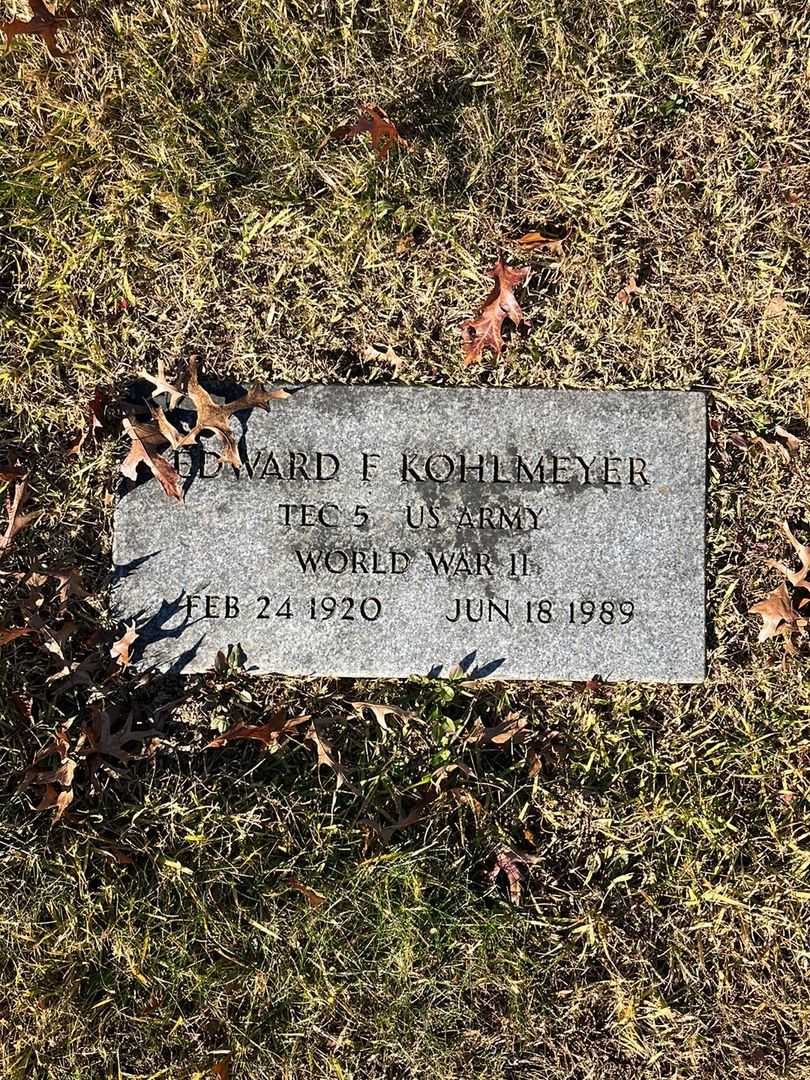 EDWARD F KOHLMEYER
TEC 5 US ARMY
WORLD WAR II
FEB 24 1920 JUN 18 1989